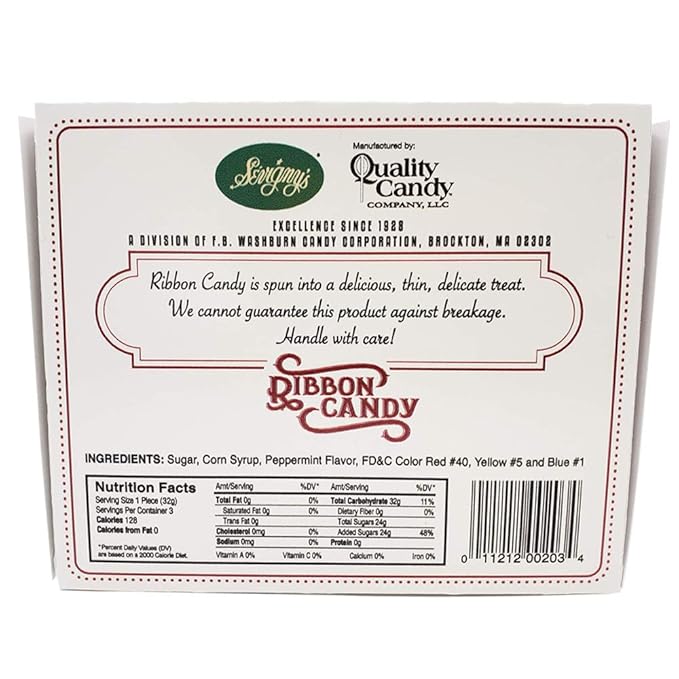 Sevigny's
Manufactured by:
Quality
Candy
COMPANY, LLC
EXCELLENCE SINCE 1928
A DIVISION OF F.B. WASHBURN CANDY CORPORATION, BROCKTON, MA 02302
Ribbon Candy is spun into a delicious, thin, delicate treat.
We cannot guarantee this product against breakage.
Handle with care!
RIBBON
CANDY
INGREDIENTS: Sugar, Corn Syrup, Peppermint Flavor, FD&C Color Red #40, Yellow #5 and Blue #1
Nutrition Facts
Serving Size 1 Piece (32g)
Servings Per Container 3
Calories 128
Calories from Fat 0
*Percent Daily Values (DV)
are based on a 2000 Calorie Diet.
Amt/Serving %DV* Amt/Serving %DV*
Total Fat 0g 0% Total Carbohydrate 32g 11%
Saturated Fat 0g 0% Dietary Fiber 0g 0%
Trans Fat 0g Total Sugars 24g
Cholesterol 0mg 0% Added Sugars 24g 48%
Sodium 0mg 0% Protein 0g
Vitamin A 0% Vitamin C 0% Calcium 0% Iron 0%
0 11212 00203 4